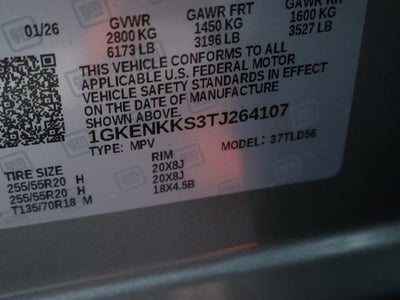 01/26 GVWR GAWR FRT GAWR RR
2800 KG 1450 KG 1600 KG
6173 LB 3196 LB 3527 LB
THIS VEHICLE CONFORMS TO ALL
APPLICABLE U.S. FEDERAL MOTOR
VEHICLE SAFETY STANDARDS IN EFFECT
ON THE DATE OF MANUFACTURE
SHOWN ABOVE.
1GKENKKS3TJ264107
TYPE: MPV MODEL: 37TLD56
TIRE SIZE RIM
255/55R20 H 20X8J
255/55R20 H 20X8J
T135/70R18 M 18X4.5B